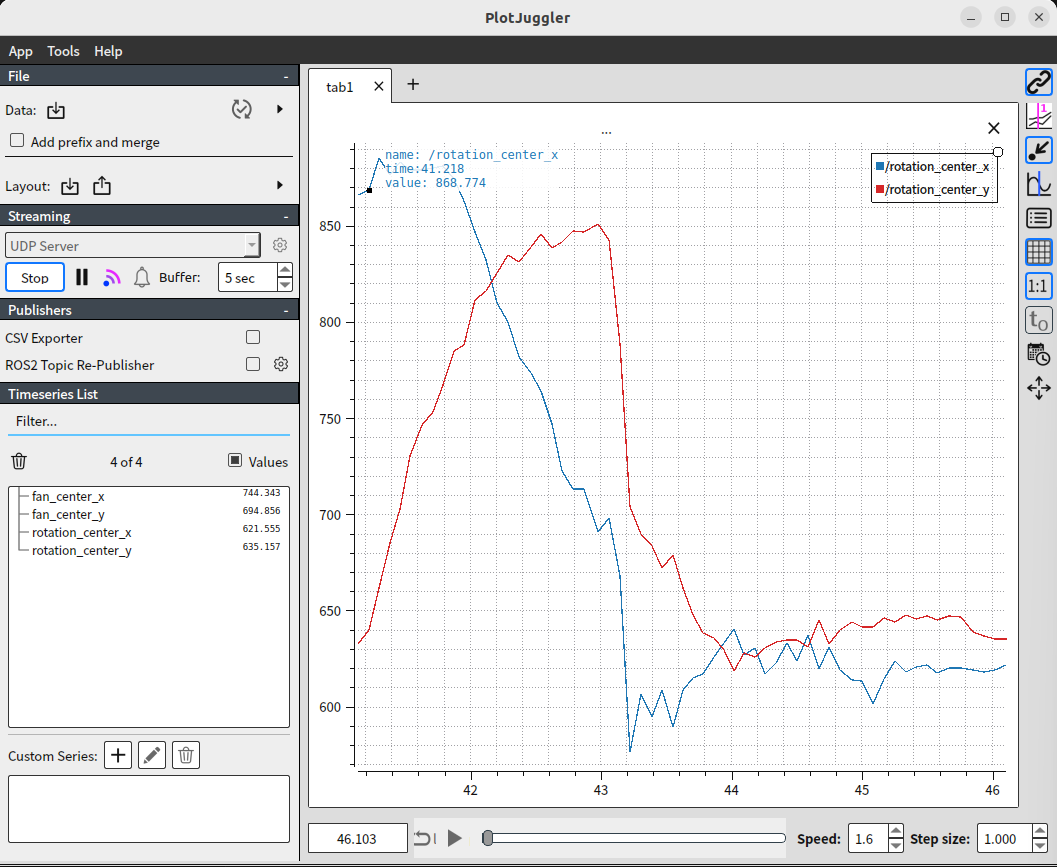 PlotJuggler
App Tools Help
File -
Data:
Add prefix and merge
Layout:
Streaming -
UDP Server
Stop Buffer: 5 sec
Publishers -
CSV Exporter
ROS2 Topic Re-Publisher
Timeseries List
Filter...
4 of 4 Values
fan_center_x 744.343
fan_center_y 694.856
rotation_center_x 621.555
rotation_center_y 635.157
Custom Series:
tab1
...
name: /rotation_center_x
time:41.218
value: 868.774
/rotation_center_x
/rotation_center_y
850
800
750
700
650
600
42 43 44 45 46
1
1:1
t0
46.103 Speed: 1.6 Step size: 1.000